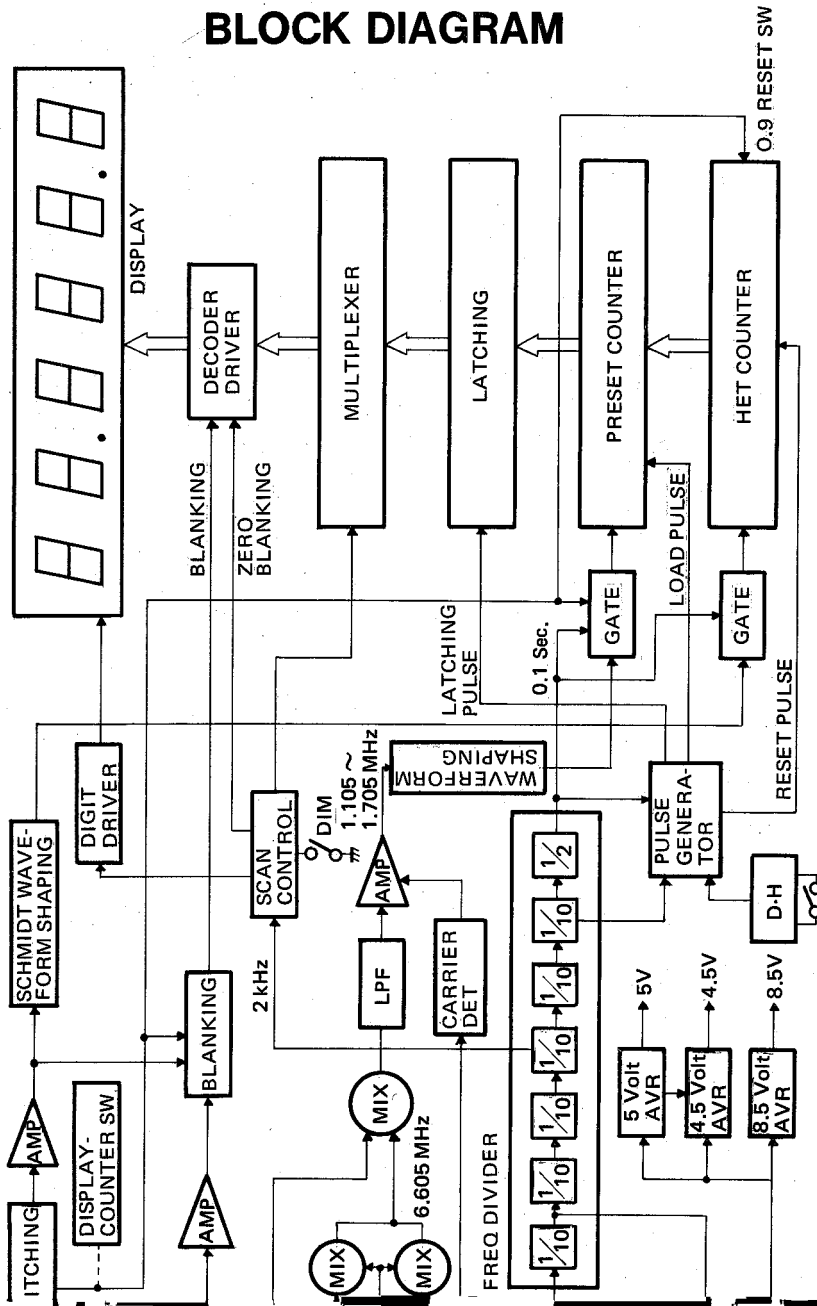 BLOCK DIAGRAM
DISPLAY
DECODER
DRIVER
MULTIPLEXER
LATCHING
PRESET COUNTER
HET COUNTER
0.9 RESET SW
BLANKING
ZERO
BLANKING
LATCHING
PULSE
0.1 Sec.
GATE
LOAD PULSE
GATE
RESET PULSE
SCHMIDT WAVE-
FORM SHAPING
DIGIT
DRIVER
SCAN
CONTROL
DIM
1.105 ~
1.705 MHz
WAVEFORM
SHAPING
2 kHz
AMP
LPF
CARRIER
DET
MIX
6.605 MHz
MIX
MIX
AMP
ITCHING
DISPLAY-
COUNTER SW
BLANKING
AMP
FREQ DIVIDER
1/10
1/10
1/10
1/10
1/10
1/10
1/2
PULSE
GENERA-
TOR
D-H
5 Volt
AVR
5V
4.5 Volt
AVR
4.5V
8.5 Volt
AVR
8.5V